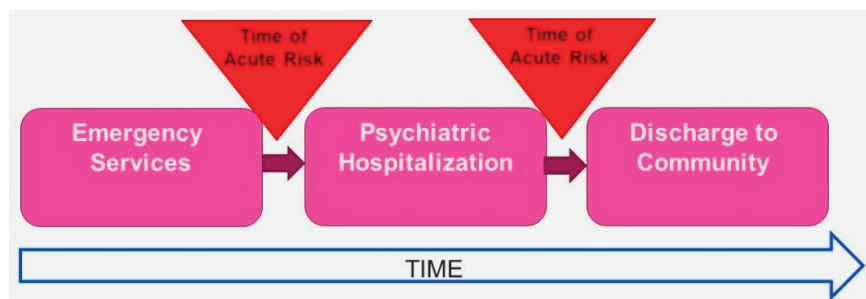 Time of
Acute Risk
Time of
Acute Risk
Emergency
Services
Psychiatric
Hospitalization
Discharge to
Community
TIME